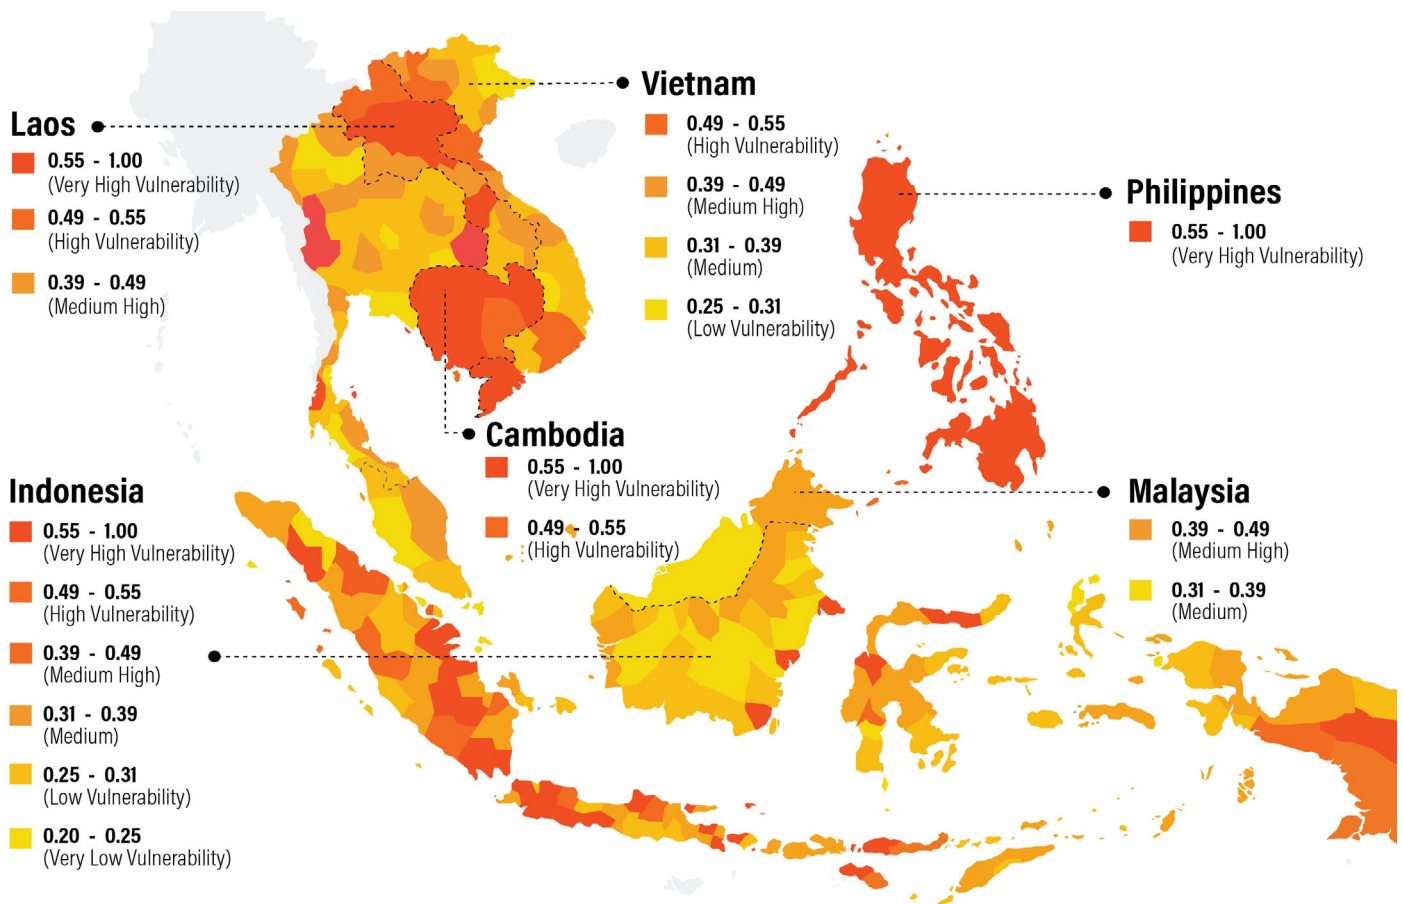 Laos
0.55 - 1.00
(Very High Vulnerability)
0.49 - 0.55
(High Vulnerability)
0.39 - 0.49
(Medium High)
Vietnam
0.49 - 0.55
(High Vulnerability)
0.39 - 0.49
(Medium High)
0.31 - 0.39
(Medium)
0.25 - 0.31
(Low Vulnerability)
Philippines
0.55 - 1.00
(Very High Vulnerability)
Cambodia
0.55 - 1.00
(Very High Vulnerability)
0.49 - 0.55
(High Vulnerability)
Indonesia
0.55 - 1.00
(Very High Vulnerability)
0.49 - 0.55
(High Vulnerability)
0.39 - 0.49
(Medium High)
0.31 - 0.39
(Medium)
0.25 - 0.31
(Low Vulnerability)
0.20 - 0.25
(Very Low Vulnerability)
Malaysia
0.39 - 0.49
(Medium High)
0.31 - 0.39
(Medium)